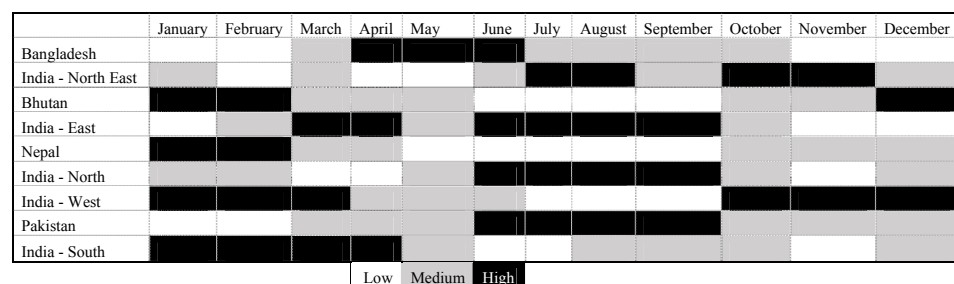 January February March April May June July August September October November December
Bangladesh
India - North East
Bhutan
India - East
Nepal
India - North
India - West
Pakistan
India - South
Low Medium High